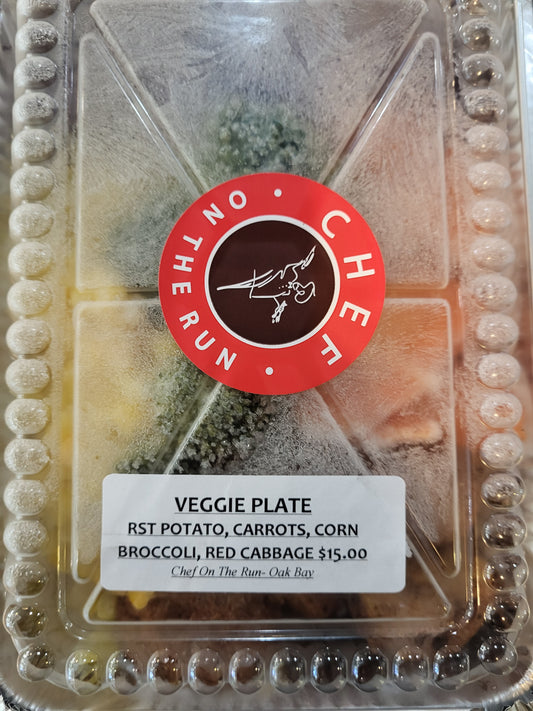 CHEF
ON THE RUN
VEGGIE PLATE
RST POTATO, CARROTS, CORN
BROCCOLI, RED CABBAGE $15.00
Chef On The Run- Oak Bay